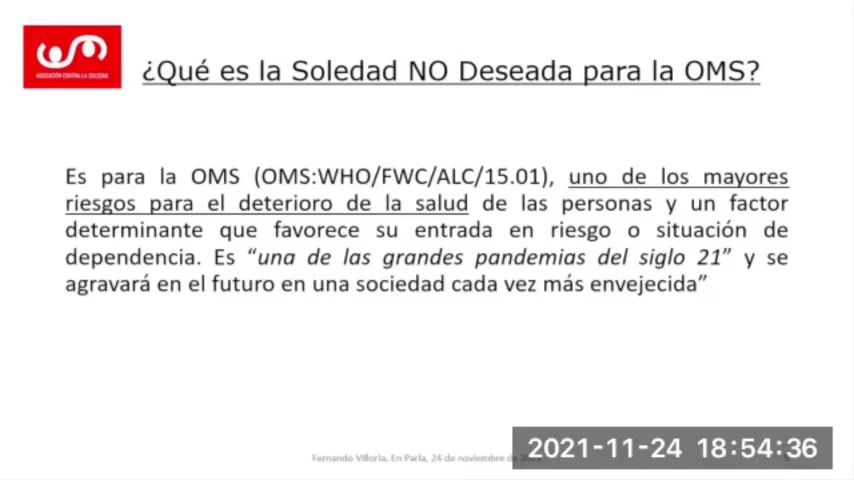 ASOCIACIÓN CONTRA LA SOLEDAD
¿Qué es la Soledad NO Deseada para la OMS?
Es para la OMS (OMS:WHO/FWC/ALC/15.01), uno de los mayores
riesgos para el deterioro de la salud de las personas y un factor
determinante que favorece su entrada en riesgo o situación de
dependencia. Es “una de las grandes pandemias del siglo 21” y se
agravará en el futuro en una sociedad cada vez más envejecida”
Fernando Villoria. En Parla, 24 de noviembre de
2021-11-24 18:54:36